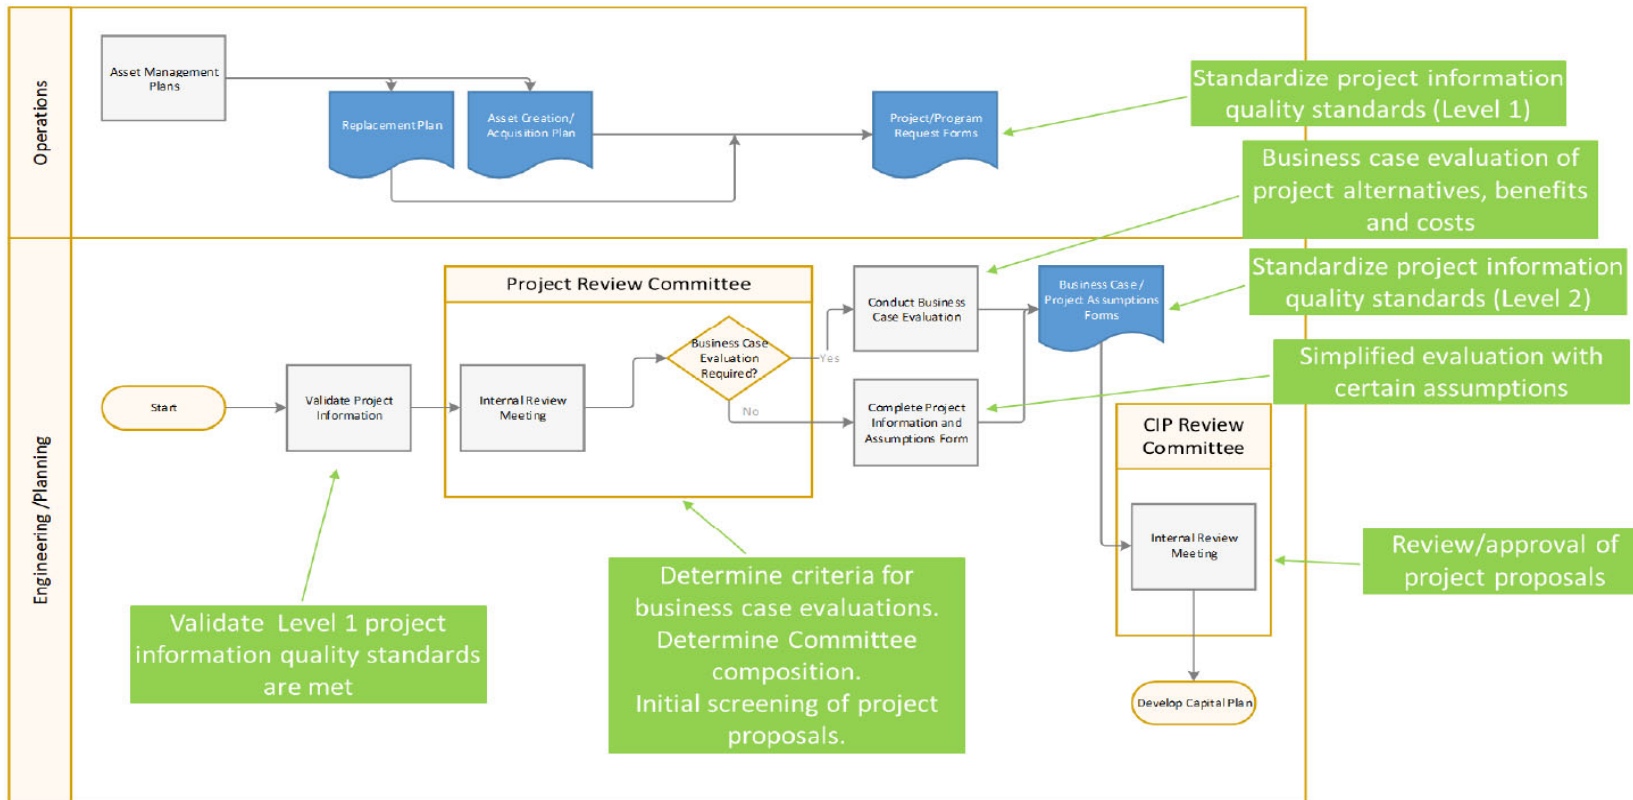 Operations
Asset Management
Plans
Replacement Plan
Asset Creation/
Acquisition Plan
Project/Program
Request Forms
Standardize project information
quality standards (Level 1)
Business case evaluation of
project alternatives, benefits
and costs
Engineering /Planning
Start
Validate Project
Information
Project Review Committee
Internal Review
Meeting
Business Case
Evaluation
Required?
Yes
No
Conduct Business
Case Evaluation
Complete Project
Information and
Assumptions Form
Business Case /
Project Assumptions
Forms
Standardize project information
quality standards (Level 2)
Simplified evaluation with
certain assumptions
CIP Review
Committee
Internal Review
Meeting
Review/approval of
project proposals
Develop Capital Plan
Validate Level 1 project
information quality standards
are met
Determine criteria for
business case evaluations.
Determine Committee
composition.
Initial screening of project
proposals.